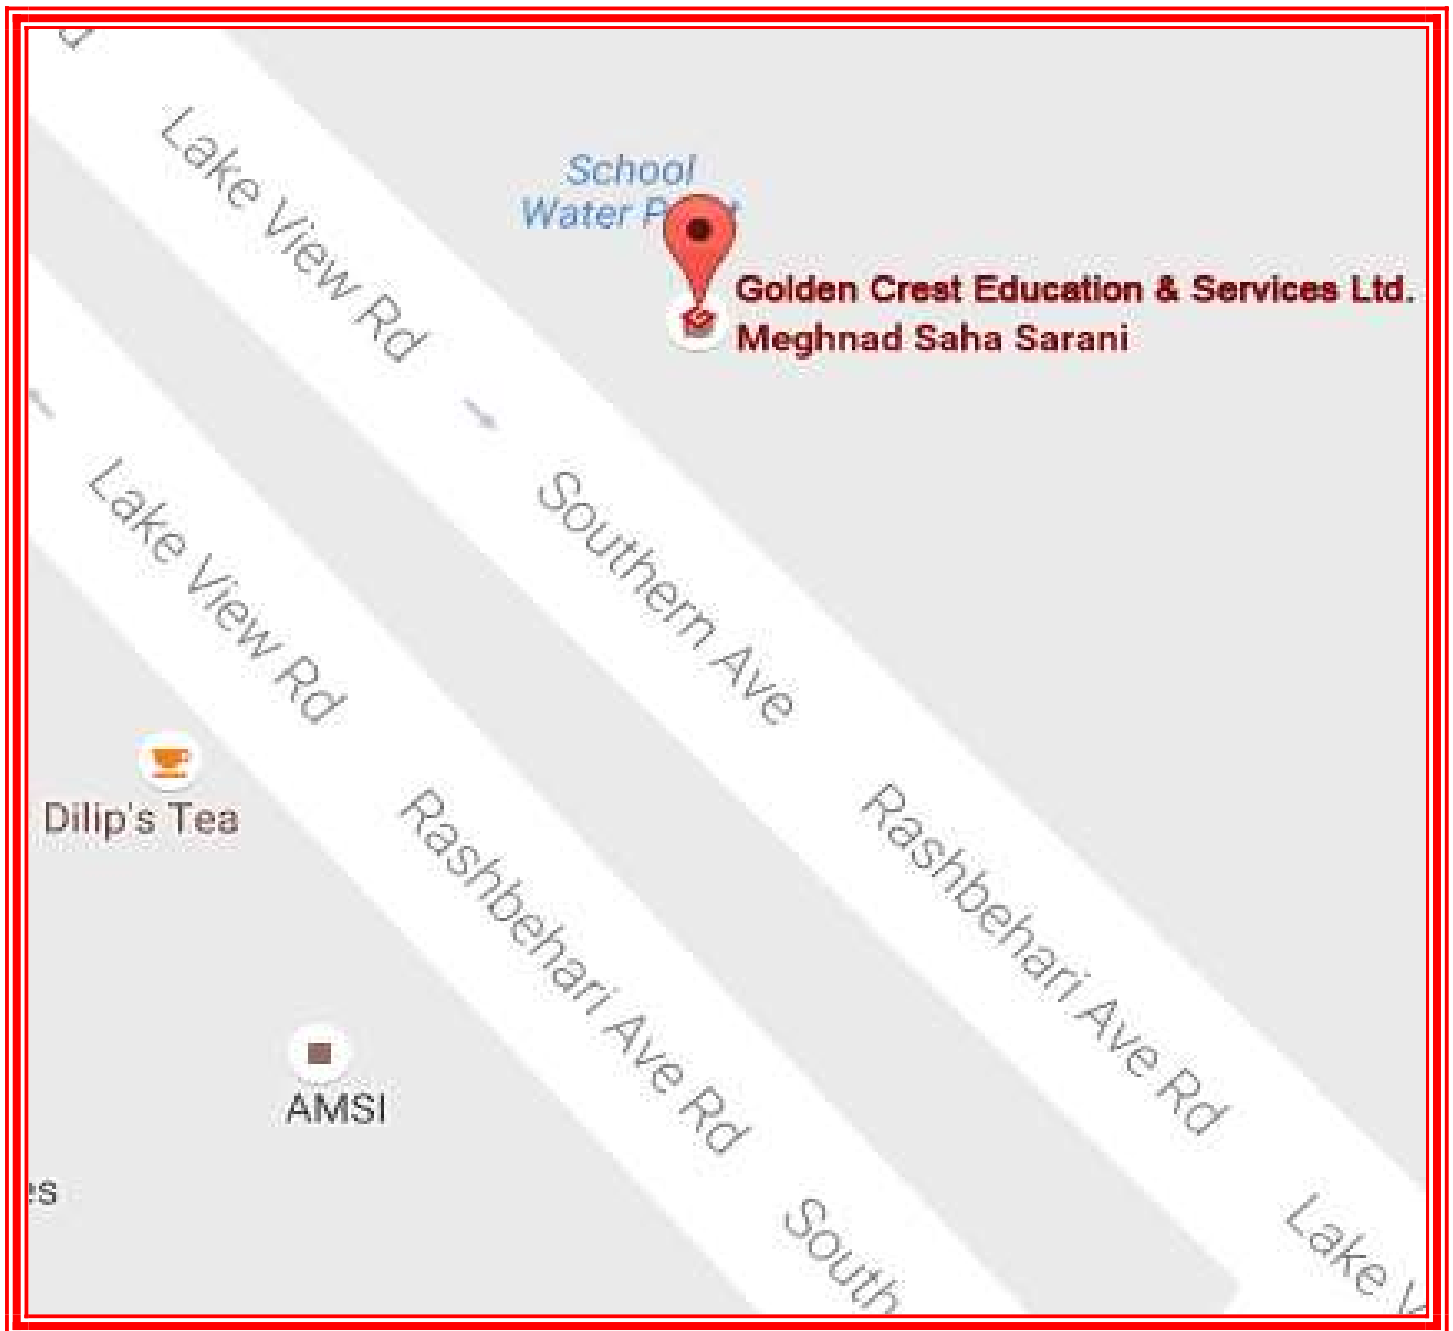 Lake View Rd
School
Water
Golden Crest Education & Services Ltd.
Meghnad Saha Sarani
Southern Ave
Lake View Rd
Dilip's Tea
Rashbehari Ave Rd
Rashbehari Ave Rd
AMSI
es
South
Lake V